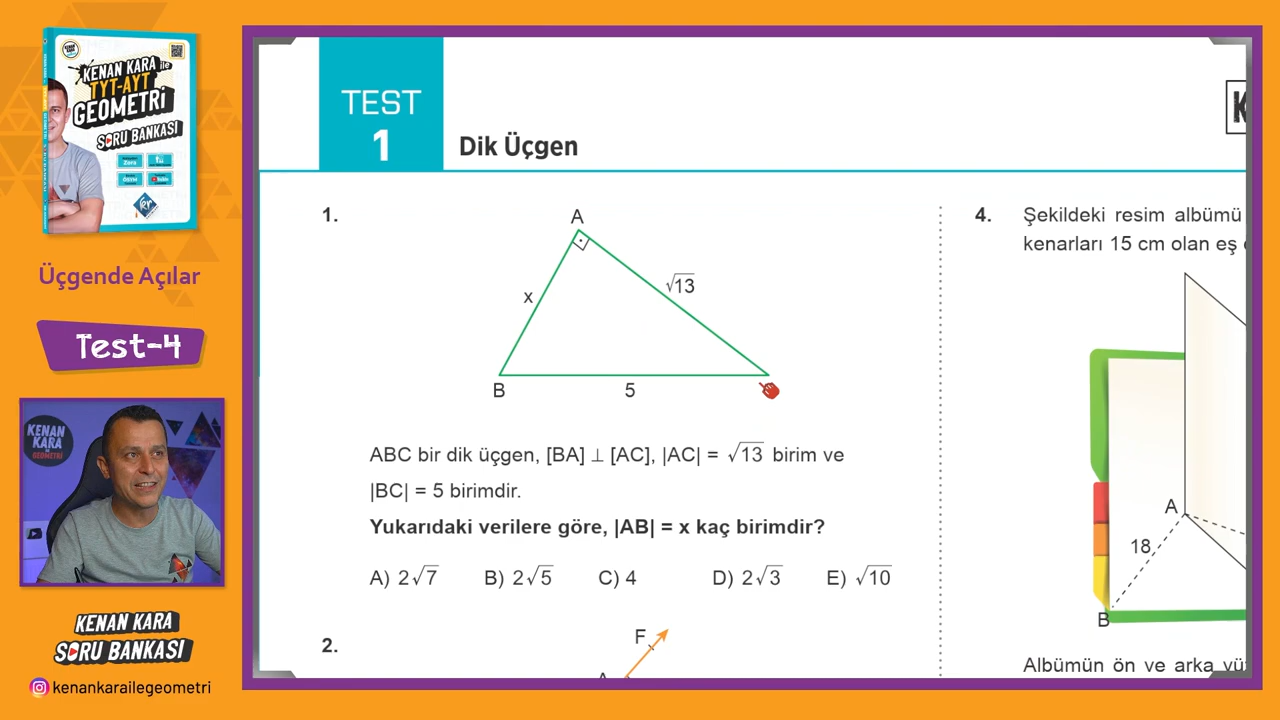 KENAN KARA ile
TYT-AYT
GEOMETRİ
SORU BANKASI
Üçgende Açılar
Test-4
KENAN KARA
SORU BANKASI
kenankarailegeometri
TEST
1
Dik Üçgen
1.
A
x
√13
B
5
ABC bir dik üçgen, [BA] ⊥ [AC], |AC| = √13 birim ve
|BC| = 5 birimdir.
Yukarıdaki verilere göre, |AB| = x kaç birimdir?
A) 2√7 B) 2√5 C) 4 D) 2√3 E) √10
2.
F
4.
Şekildeki resim albümü
kenarları 15 cm olan eş
A
18
B
Albümün ön ve arka
KENAN
KARA
GEOMETRİ